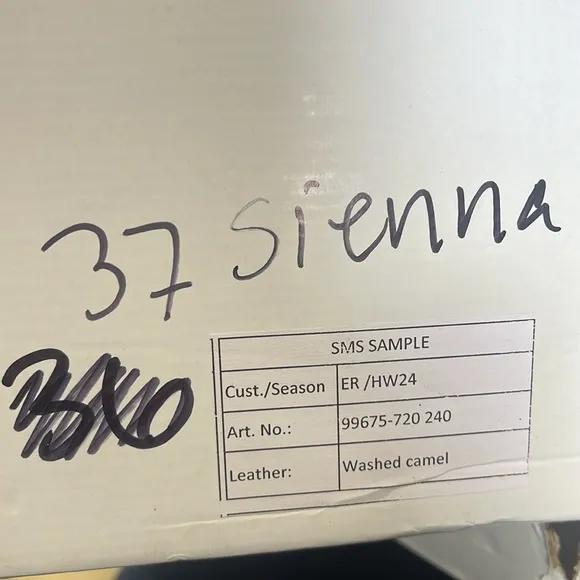 37 sienna
SMS SAMPLE
Cust./Season ER /HW24
Art. No.: 99675-720 240
Leather: Washed camel